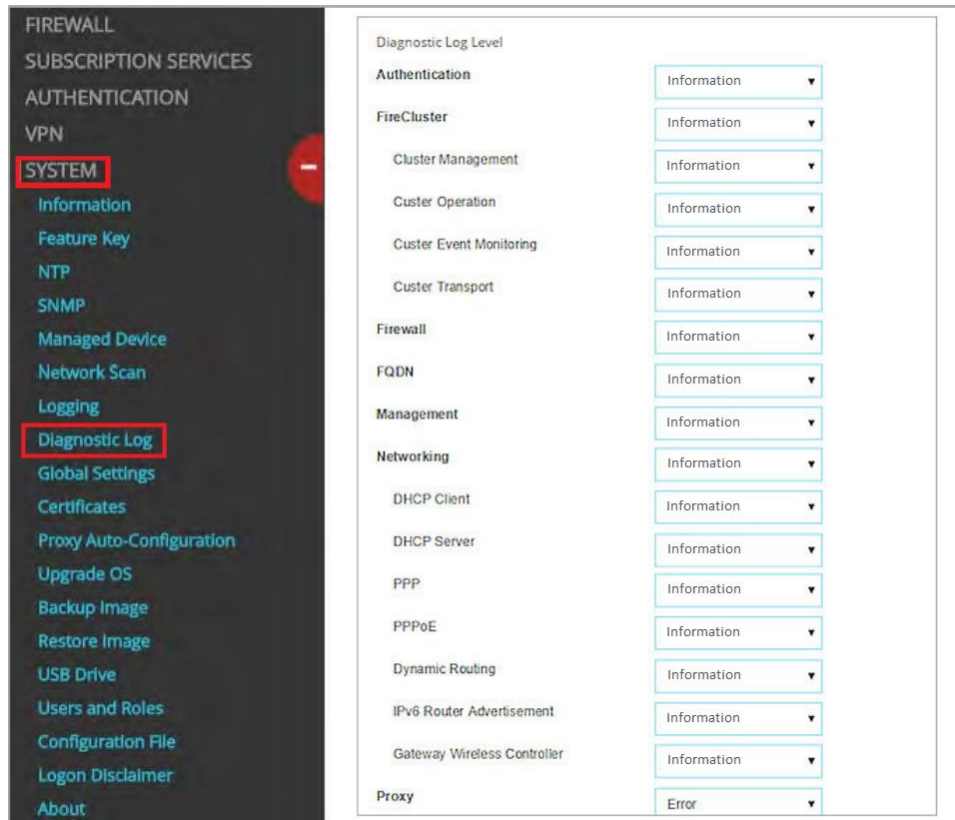 FIREWALL
SUBSCRIPTION SERVICES
AUTHENTICATION
VPN
SYSTEM
Information
Feature Key
NTP
SNMP
Managed Device
Network Scan
Logging
Diagnostic Log
Global Settings
Certificates
Proxy Auto-Configuration
Upgrade OS
Backup Image
Restore Image
USB Drive
Users and Roles
Configuration File
Logon Disclaimer
About
Diagnostic Log Level
Authentication Information
FireCluster Information
Cluster Management Information
Custer Operation Information
Custer Event Monitoring Information
Custer Transport Information
Firewall Information
FQDN Information
Management Information
Networking Information
DHCP Client Information
DHCP Server Information
PPP Information
PPPoE Information
Dynamic Routing Information
IPv6 Router Advertisement Information
Gateway Wireless Controller Information
Proxy Error